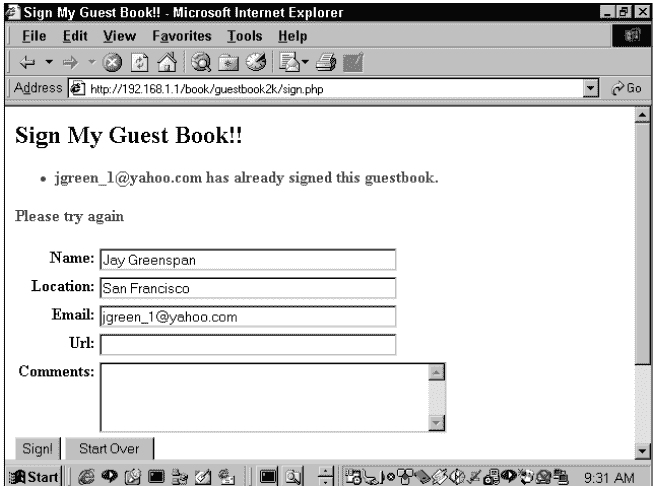 Sign My Guest Book!! - Microsoft Internet Explorer
File Edit View Favorites Tools Help
Address http://192.168.1.1/book/guestbook2k/sign.php Go
Sign My Guest Book!!
• jgreen_1@yahoo.com has already signed this guestbook.
Please try again
Name: Jay Greenspan
Location: San Francisco
Email: jgreen_1@yahoo.com
Url:
Comments:
Sign! Start Over
Start 9:31 AM